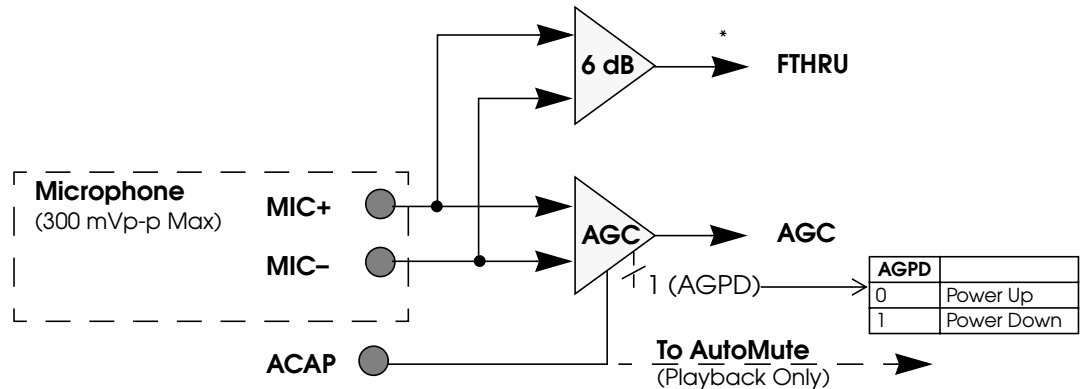 *
6 dB
FTHRU
Microphone
(300 mVp-p Max)
MIC+
MIC–
AGC
AGC
1 (AGPD)
AGPD
0 Power Up
1 Power Down
ACAP
To AutoMute
(Playback Only)